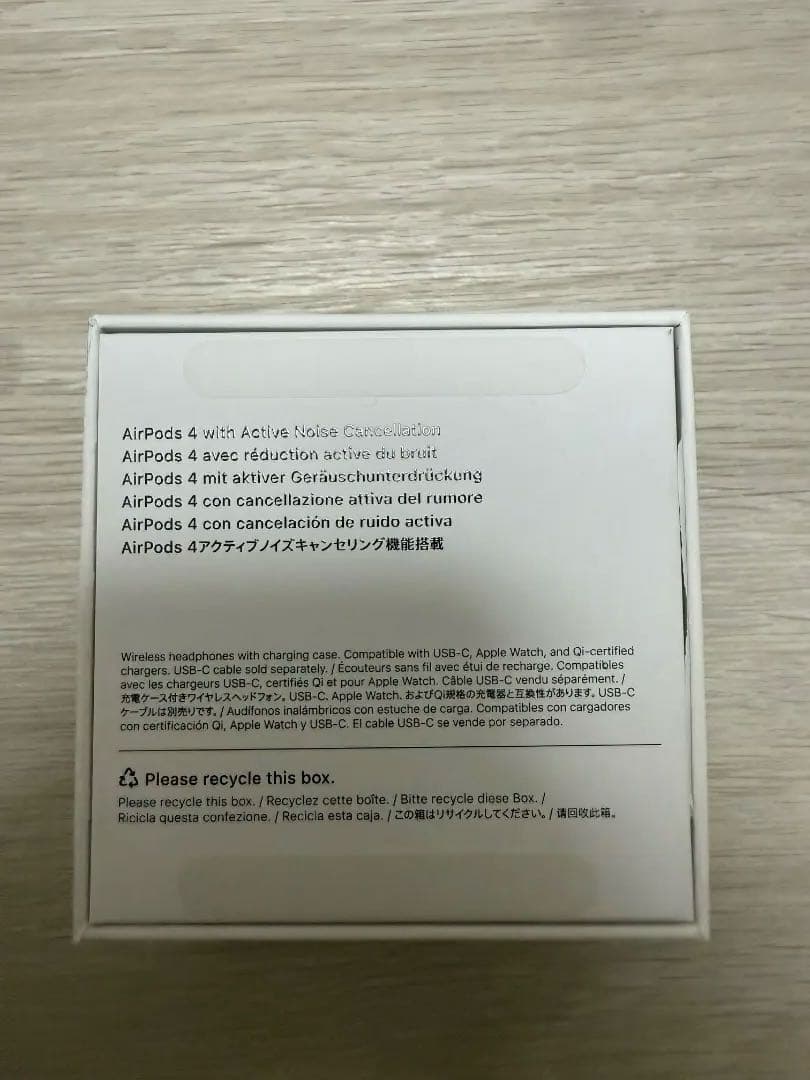 AirPods 4 with Active Noise Cancellation
AirPods 4 avec réduction active du bruit
AirPods 4 mit aktiver Geräuschunterdrückung
AirPods 4 con cancellazione attiva del rumore
AirPods 4 con cancelación de ruido activa
AirPods 4アクティブノイズキャンセリング機能搭載
Wireless headphones with charging case. Compatible with USB-C, Apple Watch, and Qi-certified
chargers. USB-C cable sold separately. / Écouteurs sans fil avec étui de recharge. Compatibles
avec les chargeurs USB-C, certifiés Qi et pour Apple Watch. Câble USB-C vendu séparément. /
充電ケース付きワイヤレスヘッドフォン。USB-C、Apple Watch、およびQi規格の充電器と互換性があります。USB-C
ケーブルは別売りです。/ Audífonos inalámbricos con estuche de carga. Compatibles con cargadores
con certificación Qi, Apple Watch y USB-C. El cable USB-C se vende por separado.
Please recycle this box.
Please recycle this box. / Recyclez cette boîte. / Bitte recycle diese Box. /
Ricicla questa confezione. / Recicla esta caja. / この箱はリサイクルしてください。/ 请回收此箱。